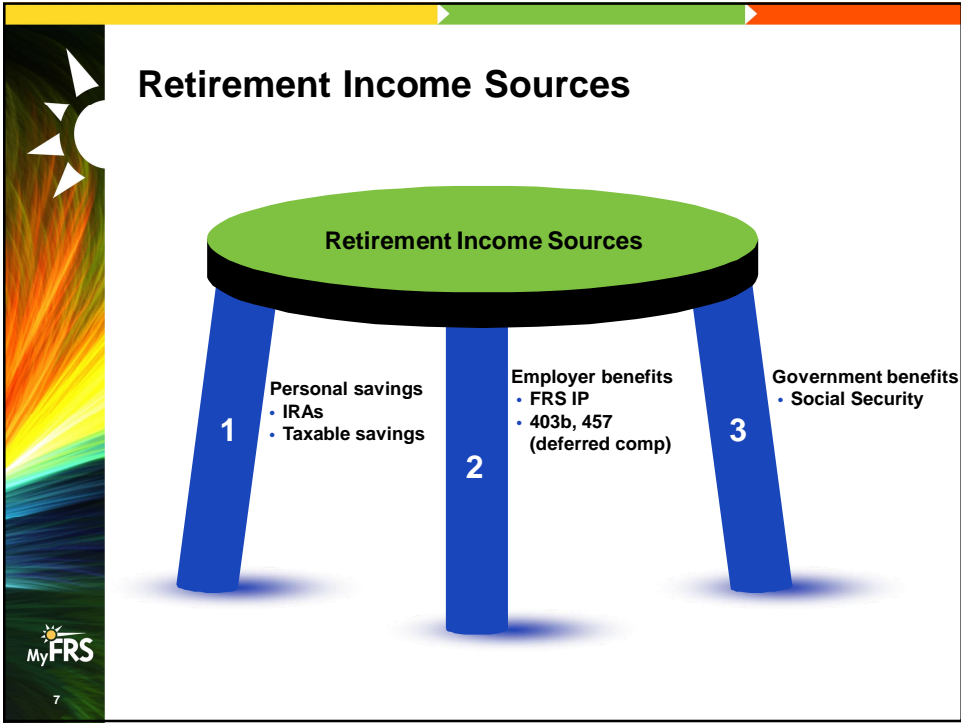 Retirement Income Sources
Retirement Income Sources
1
Personal savings
• IRAs
• Taxable savings
2
Employer benefits
• FRS IP
• 403b, 457
(deferred comp)
3
Government benefits
• Social Security
MyFRS
7